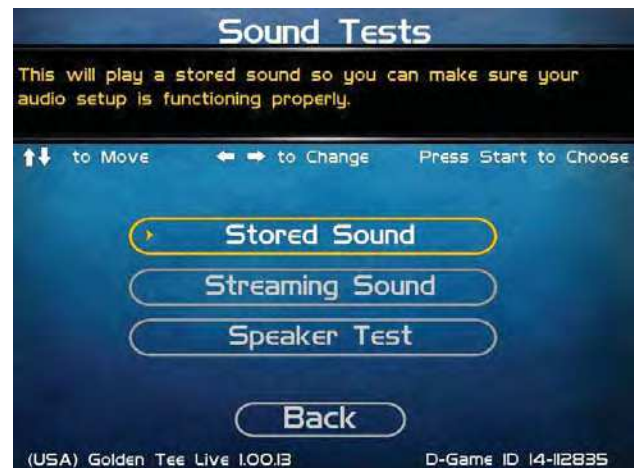 Sound Tests
This will play a stored sound so you can make sure your
audio setup is functioning properly.
to Move to Change Press Start to Choose
Stored Sound
Streaming Sound
Speaker Test
Back
(USA) Golden Tee Live 1.00.13 D-Game ID 14-112835